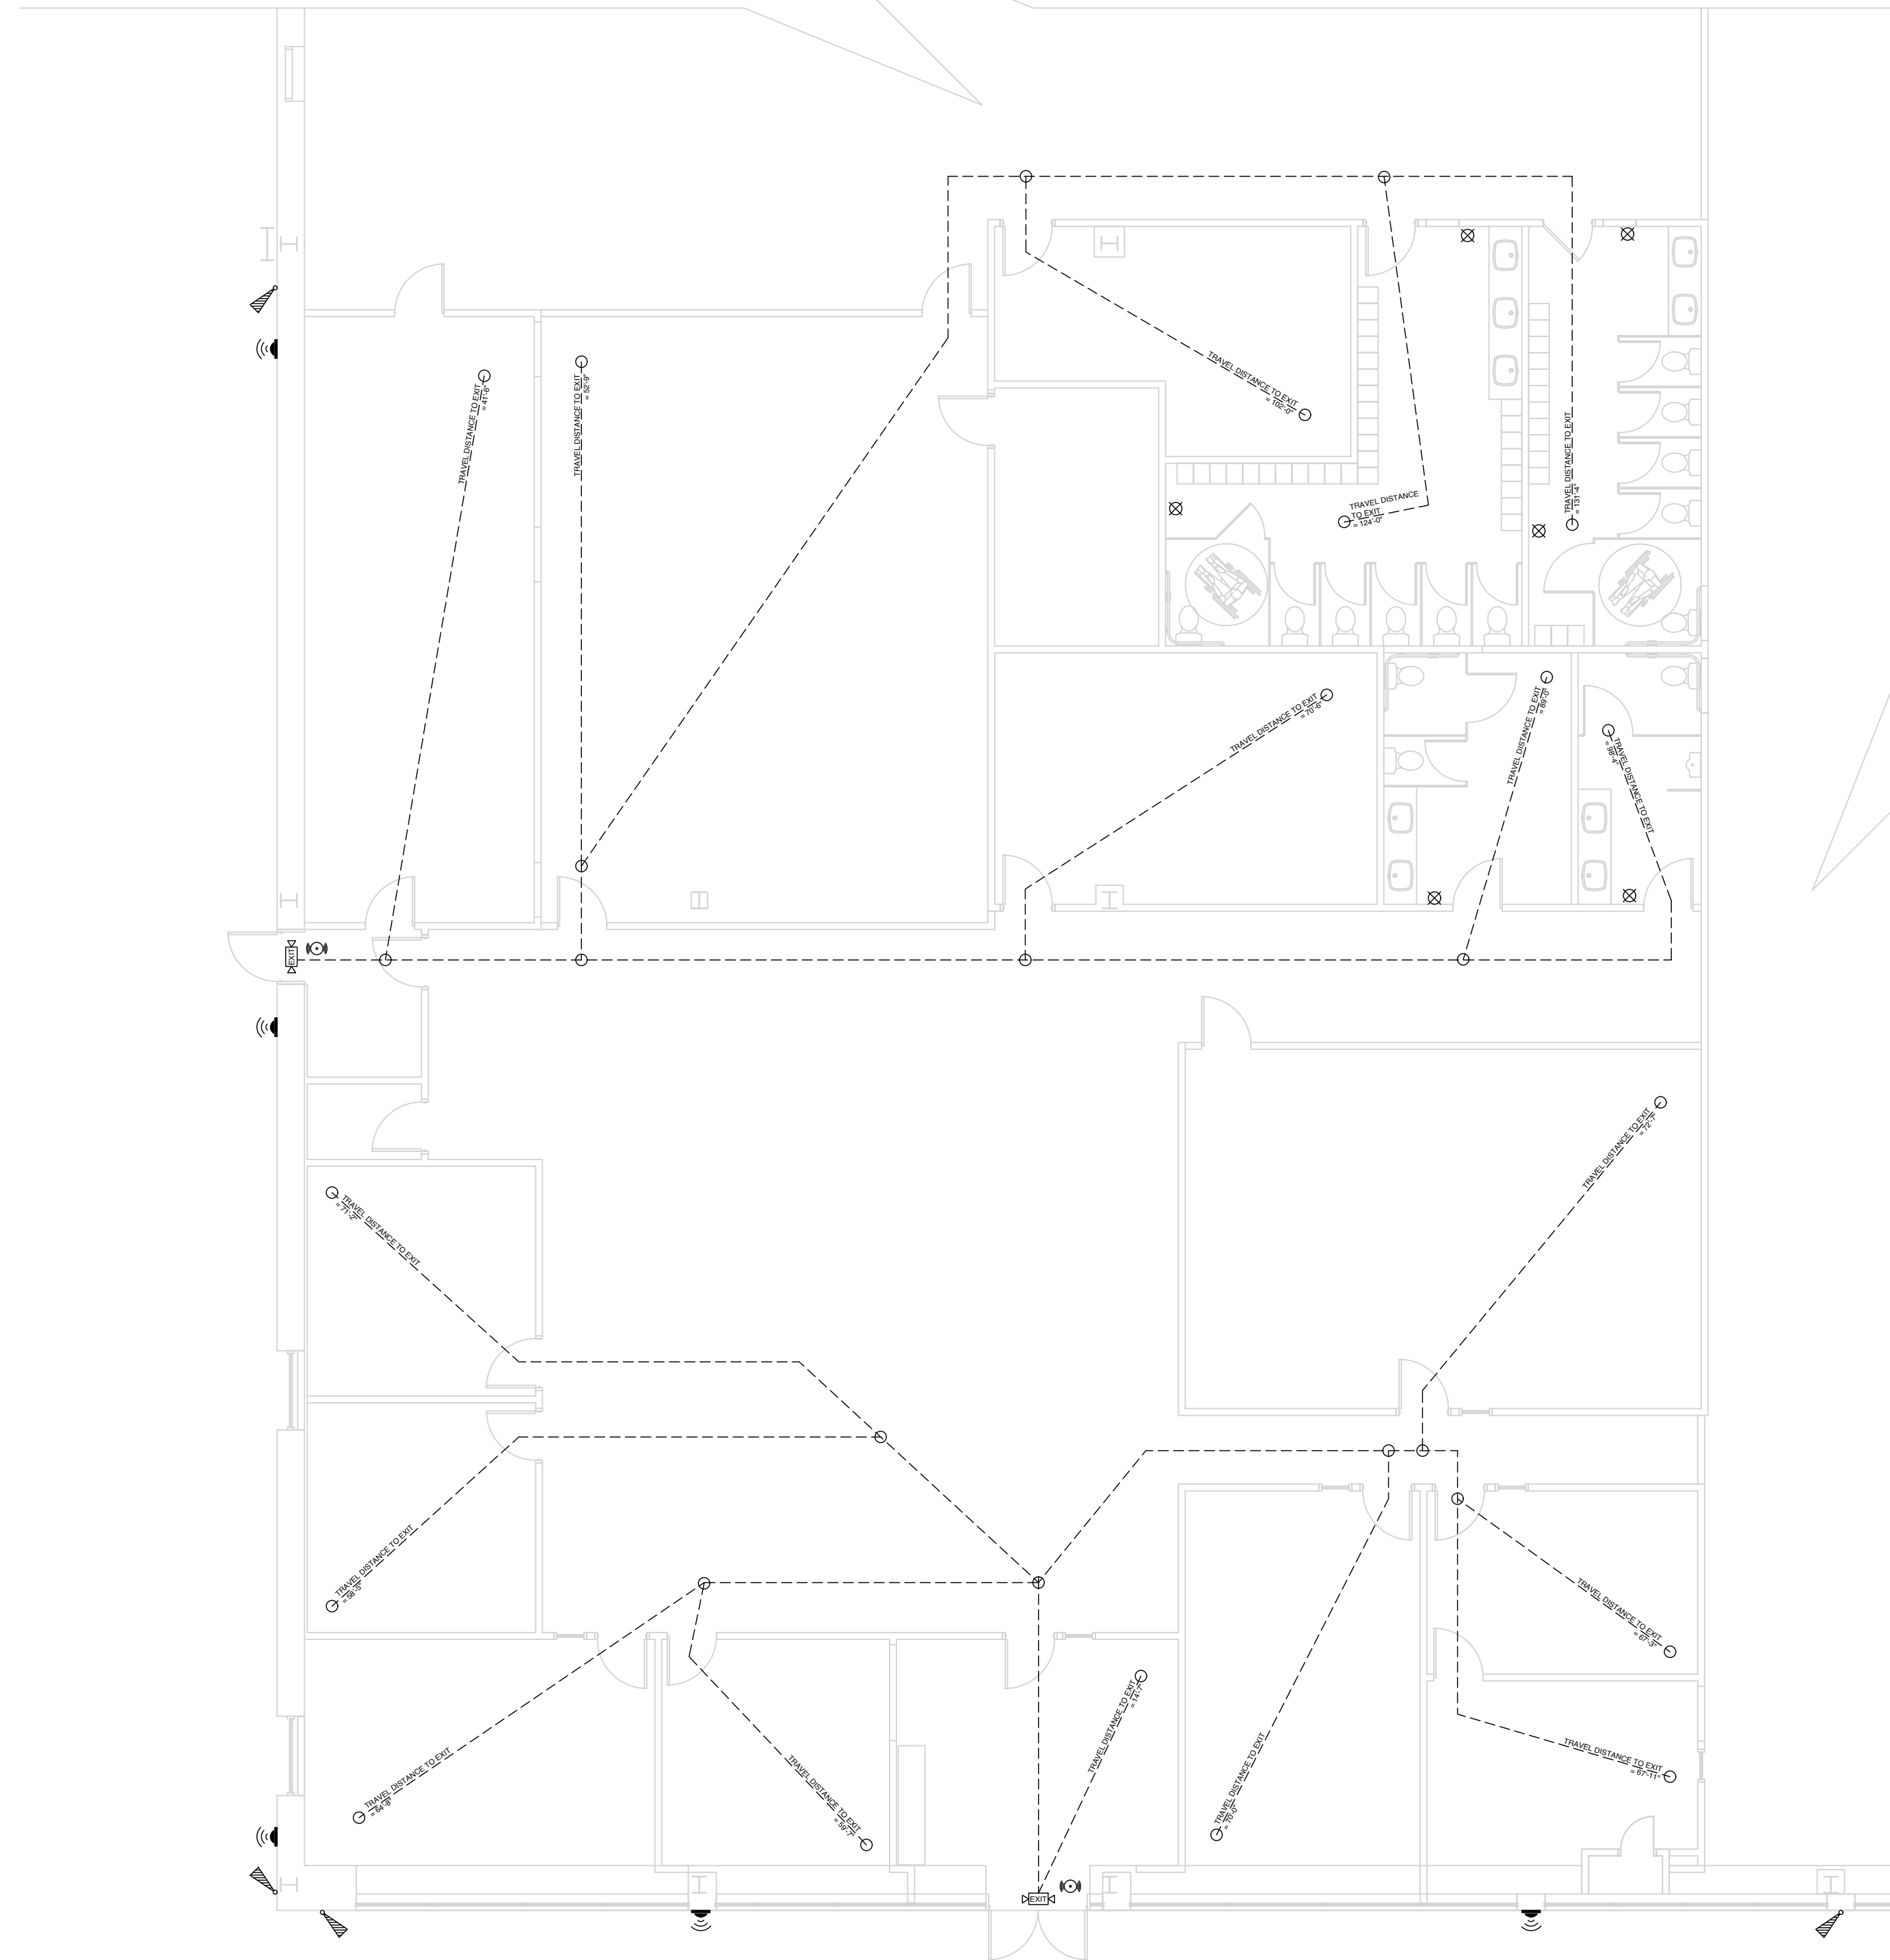 TRAVEL DISTANCE TO EXIT
= 41'-6"
TRAVEL DISTANCE TO EXIT
= 52'-9"
TRAVEL DISTANCE TO EXIT
= 102'-0"
TRAVEL DISTANCE
TO EXIT
= 124'-0"
TRAVEL DISTANCE TO EXIT
= 131'-4"
TRAVEL DISTANCE TO EXIT
= 70'-6"
TRAVEL DISTANCE TO EXIT
= 89'-0"
TRAVEL DISTANCE TO EXIT
= 98'-4"
EXIT
TRAVEL DISTANCE TO EXIT
= 72'-7"
TRAVEL DISTANCE TO EXIT
= 71'-2"
TRAVEL DISTANCE TO EXIT
= 58'-5"
TRAVEL DISTANCE TO EXIT
= 67'-3"
TRAVEL DISTANCE TO EXIT
= 14'-7"
TRAVEL DISTANCE TO EXIT
= 64'-6"
TRAVEL DISTANCE TO EXIT
= 59'-7"
TRAVEL DISTANCE TO EXIT
= 70'-0"
TRAVEL DISTANCE TO EXIT
= 67'-11"
EXIT